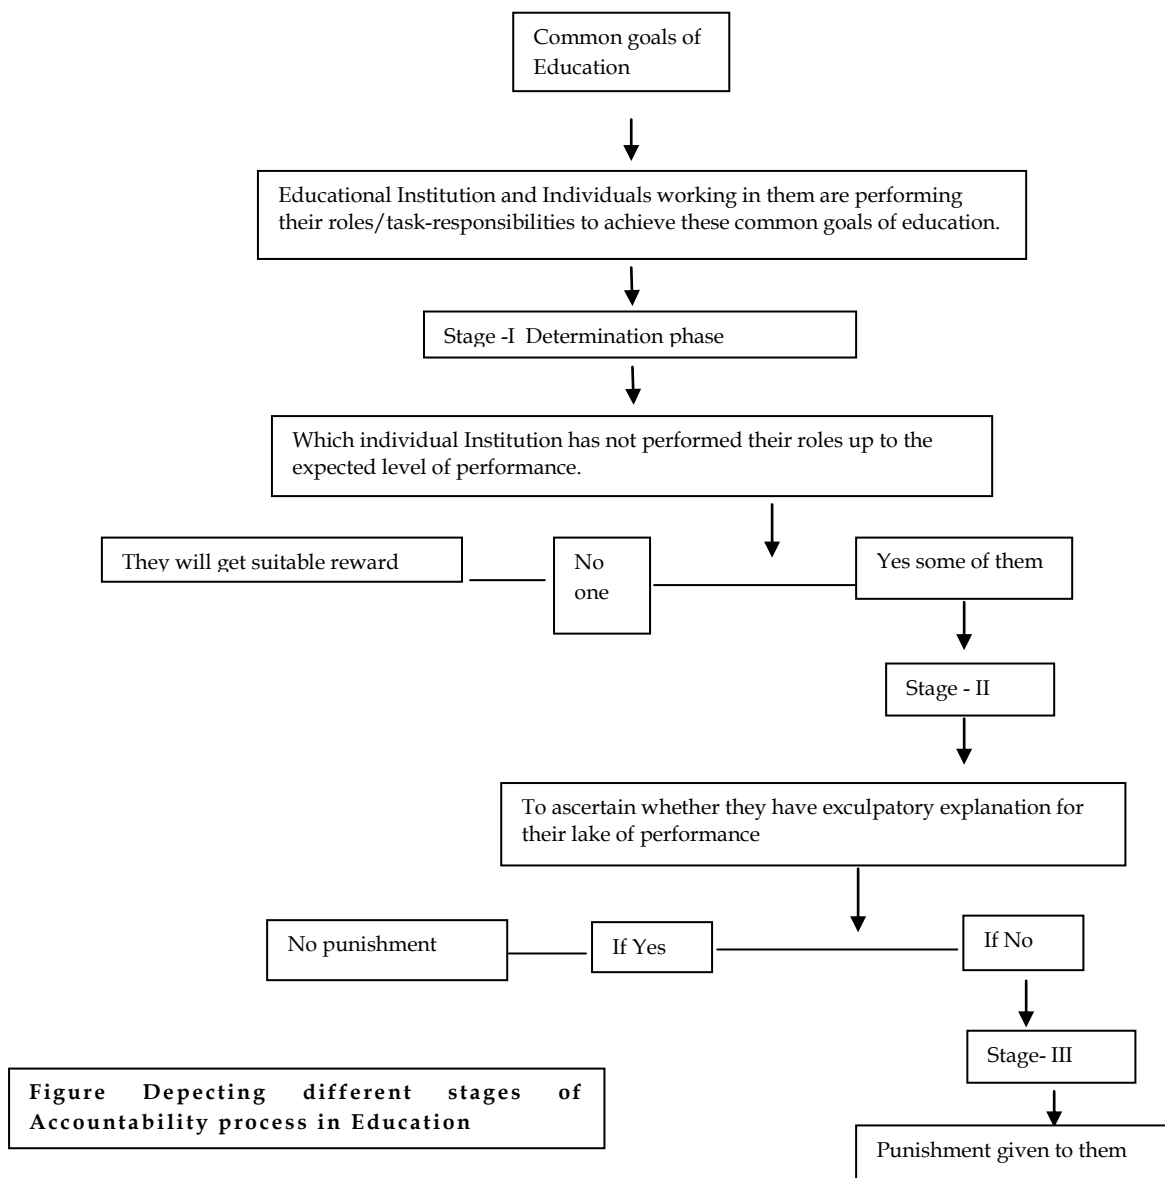 Common goals of
Education
Educational Institution and Individuals working in them are performing
their roles/task-responsibilities to achieve these common goals of education.
Stage -I  Determination phase
Which individual Institution has not performed their roles up to the
expected level of performance.
They will get suitable reward
No
one
Yes some of them
Stage - II
To ascertain whether they have exculpatory explanation for
their lake of performance
No punishment
If Yes
If No
Stage- III
Figure Depecting different stages of
Accountability process in Education
Punishment given to them